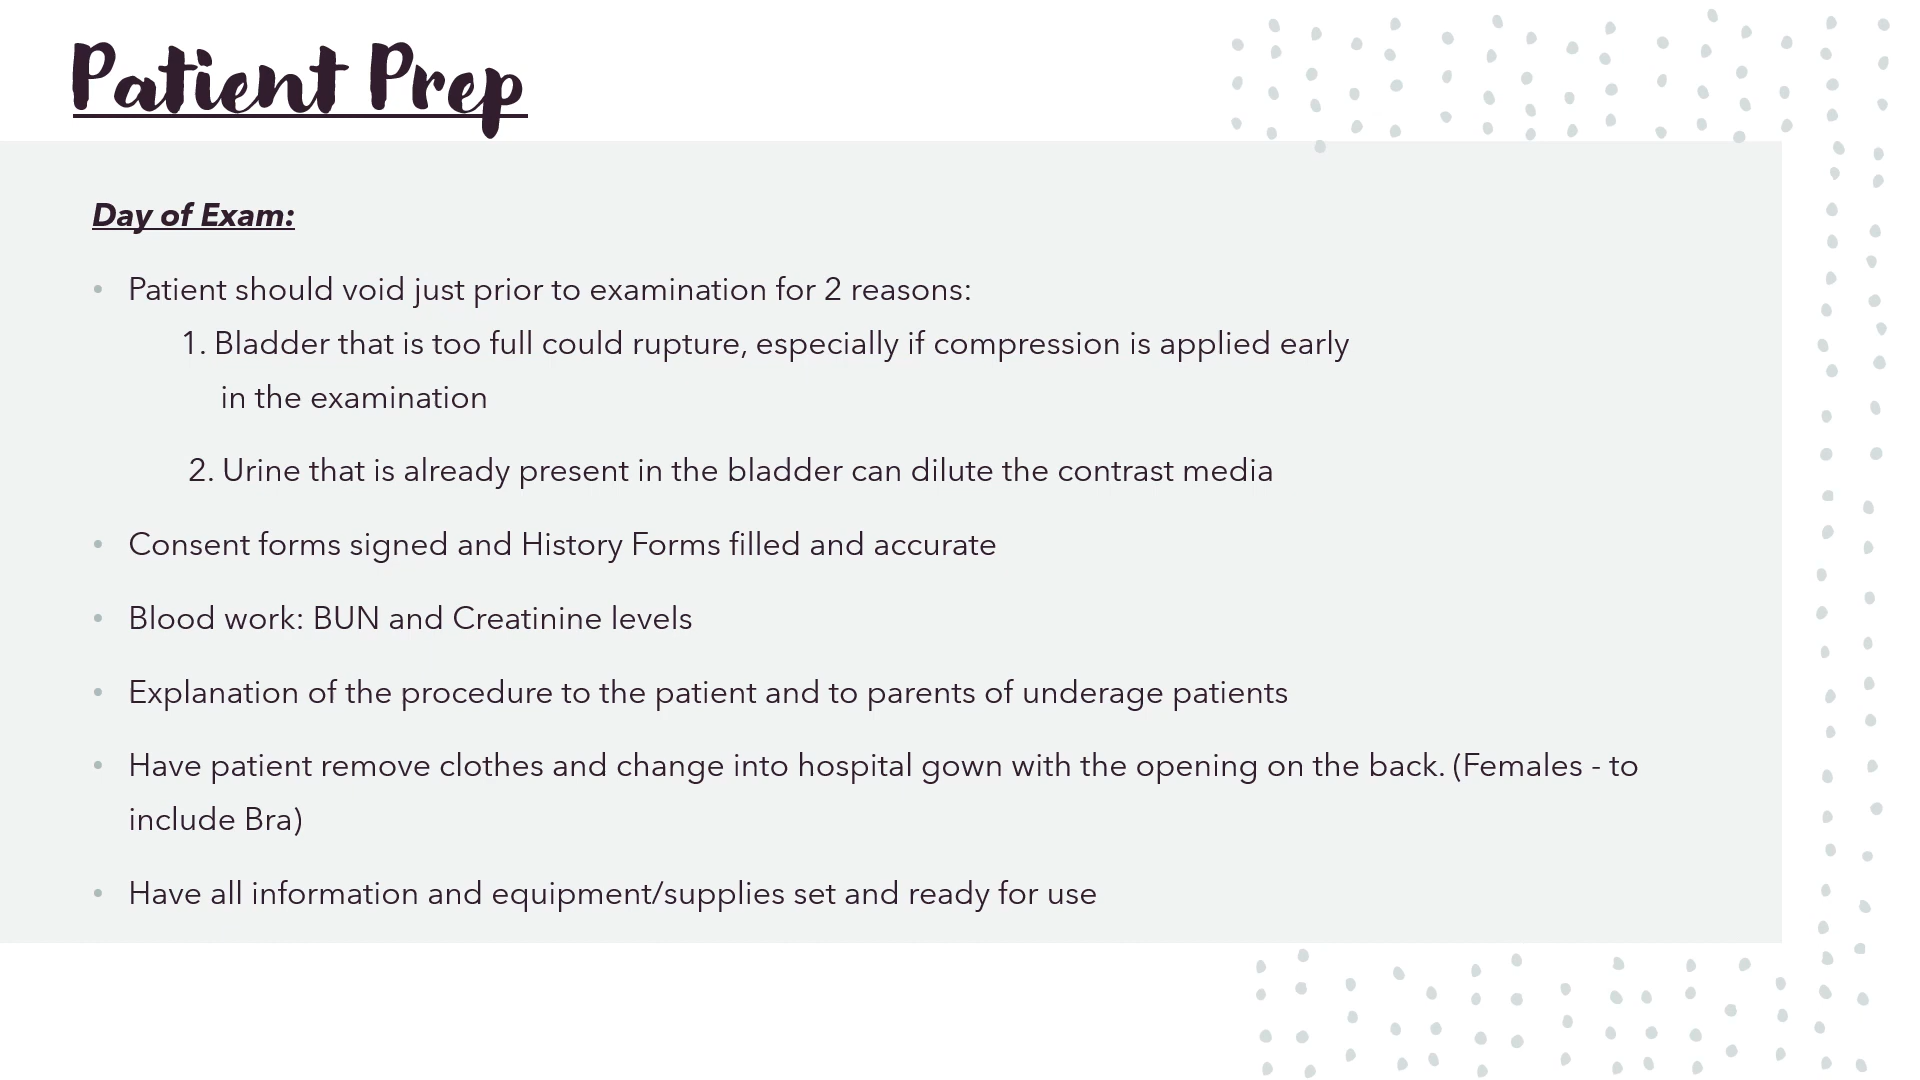 Patient Prep
Day of Exam:
• Patient should void just prior to examination for 2 reasons:
1. Bladder that is too full could rupture, especially if compression is applied early
in the examination
2. Urine that is already present in the bladder can dilute the contrast media
• Consent forms signed and History Forms filled and accurate
• Blood work: BUN and Creatinine levels
• Explanation of the procedure to the patient and to parents of underage patients
• Have patient remove clothes and change into hospital gown with the opening on the back. (Females - to
include Bra)
• Have all information and equipment/supplies set and ready for use